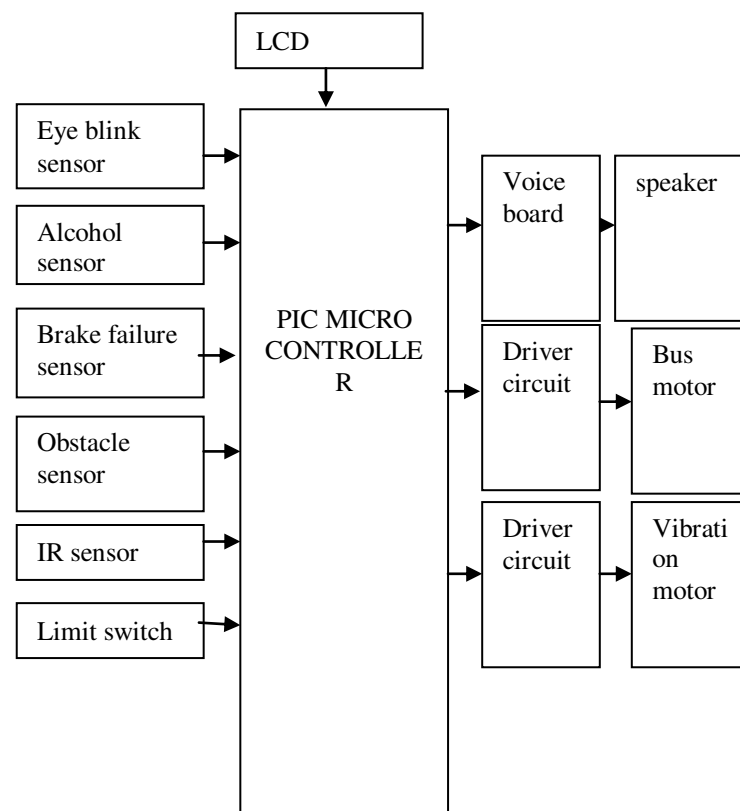 LCD
Eye blink
sensor
Alcohol
sensor
Brake failure
sensor
Obstacle
sensor
IR sensor
Limit switch
PIC MICRO
CONTROLLE
R
Voice
board
speaker
Driver
circuit
Bus
motor
Driver
circuit
Vibrati
on
motor